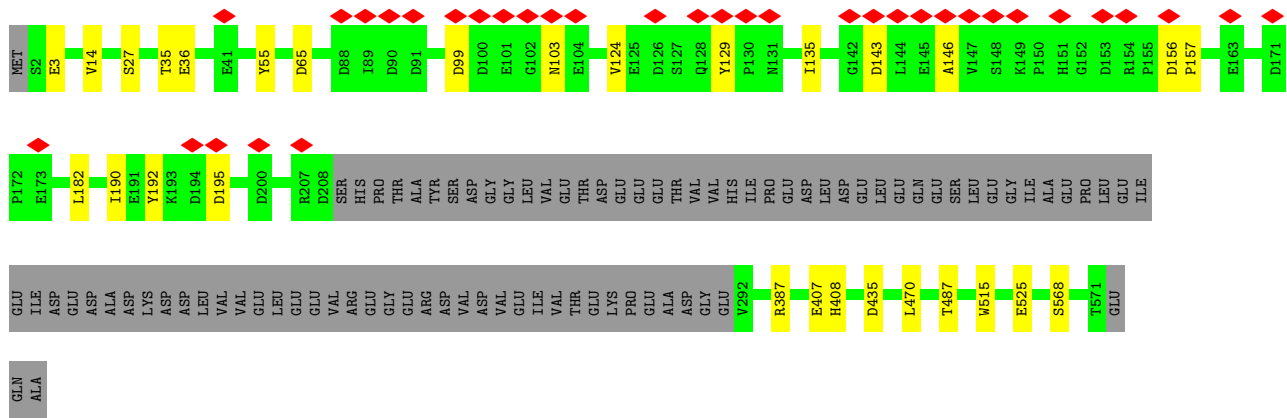 MET S2 E3 V14 S27 T35 E36 E41 Y55 D65 D88 I89 D90 D91 D99 D100 E101 G102 N103 E104 V124 E125 D126 S127 Q128 Y129 P130 N131 I135 G142 D143 L144 E145 A146 V147 S148 K149 P150 H151 G152 D153 R154 P155 D156 P157 E163 D171
P172 E173 L182 I190 E191 Y192 K193 D194 D195 D200 R207 D208 SER HIS PRO THR ALA TYR SER ASP GLY GLY LEU VAL GLU THR ASP GLU GLU GLU THR VAL VAL HIS ILE PRO GLU ASP LEU ASP GLU LEU GLU GLN GLU SER LEU GLU GLY ILE ALA GLU PRO LEU GLU ILE
GLU ILE ASP GLU ASP ALA ASP LYS ASP ASP LEU VAL VAL GLU LEU GLU GLU VAL ARG GLU GLY GLU ARG ASP VAL ASP VAL GLU ILE VAL THR GLU LYS PRO GLU ALA ASP GLY GLU V292 R387 E407 H408 D435 L470 T487 W515 E525 S568 T571 GLU
GLN ALA